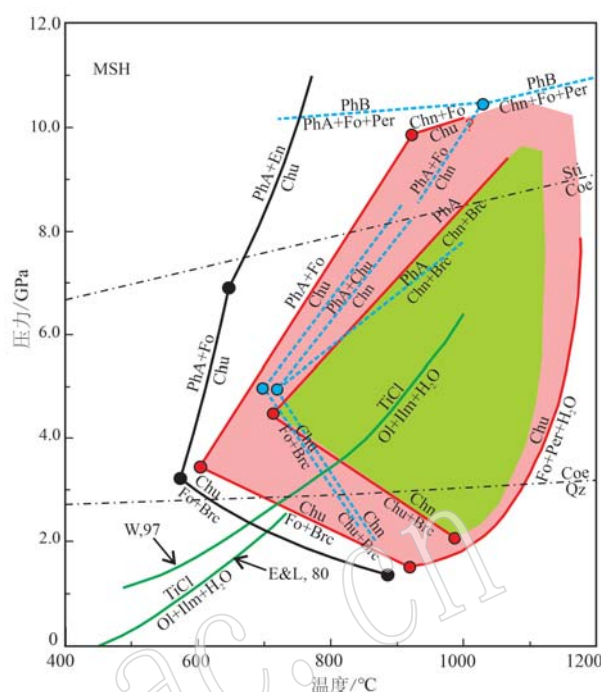 12.0
MSH
PhB
PhA+Fo+Per
PhB
Chn+Fo+Per
Chn+Fo
Chu
10.0
PhA+En
Chu
PhA+Fo
Chn
Sti
Coe
PhA
Chn+Brc
8.0
PhA+Fo
Chu
PhA+Chu
Chn
PhA
Chn+Brc
压力/GPa
PhA+Fo
Chu
6.0
TiCl
Ol+Ilm+H₂O
Chu
Fo+Per+H₂O
4.0
Chu
Fo+Brc
Chu
Fo+Brc
Chn
Chu+Brc
Chn
Chu+Brc
Coe
Qz
Chu
Fo+Brc
2.0
W,97
E&L, 80
TiCl
Ol+Ilm+H₂O
0
400
600
800
1000
1200
温度/℃
ac. cn